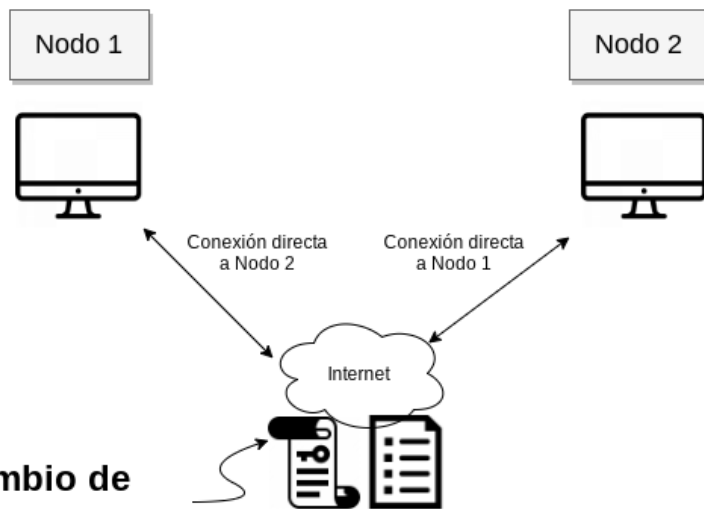 Nodo 1
Nodo 2
Conexión directa
a Nodo 2
Conexión directa
a Nodo 1
Internet
mbio de